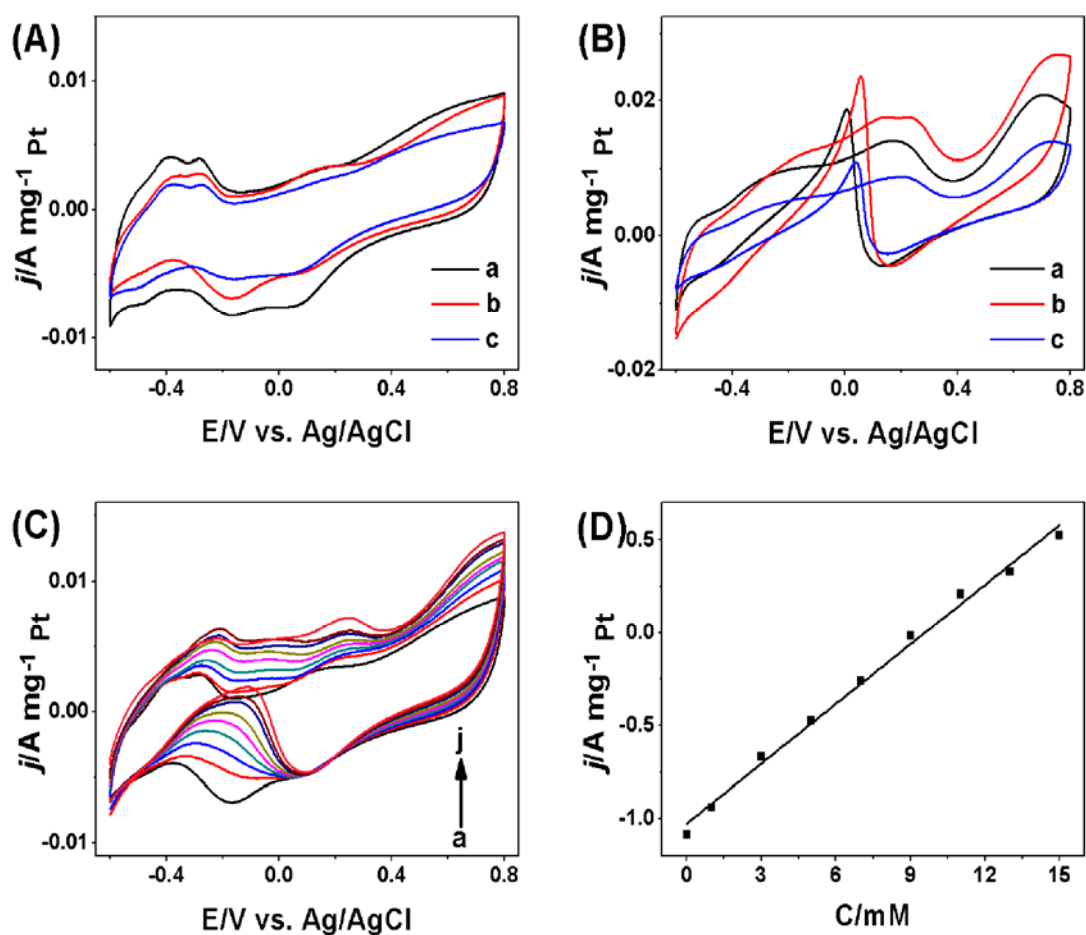 (A)
j/A mg⁻¹ Pt
0.01
0.00
-0.01
-0.4 0.0 0.4 0.8
E/V vs. Ag/AgCl
a
b
c
(B)
j/A mg⁻¹ Pt
0.02
0.00
-0.02
-0.4 0.0 0.4 0.8
E/V vs. Ag/AgCl
a
b
c
(C)
j/A mg⁻¹ Pt
0.01
0.00
-0.01
-0.4 0.0 0.4 0.8
E/V vs. Ag/AgCl
j
a
(D)
j/A mg⁻¹ Pt
0.5
0.0
-0.5
-1.0
0 3 6 9 12 15
C/mM